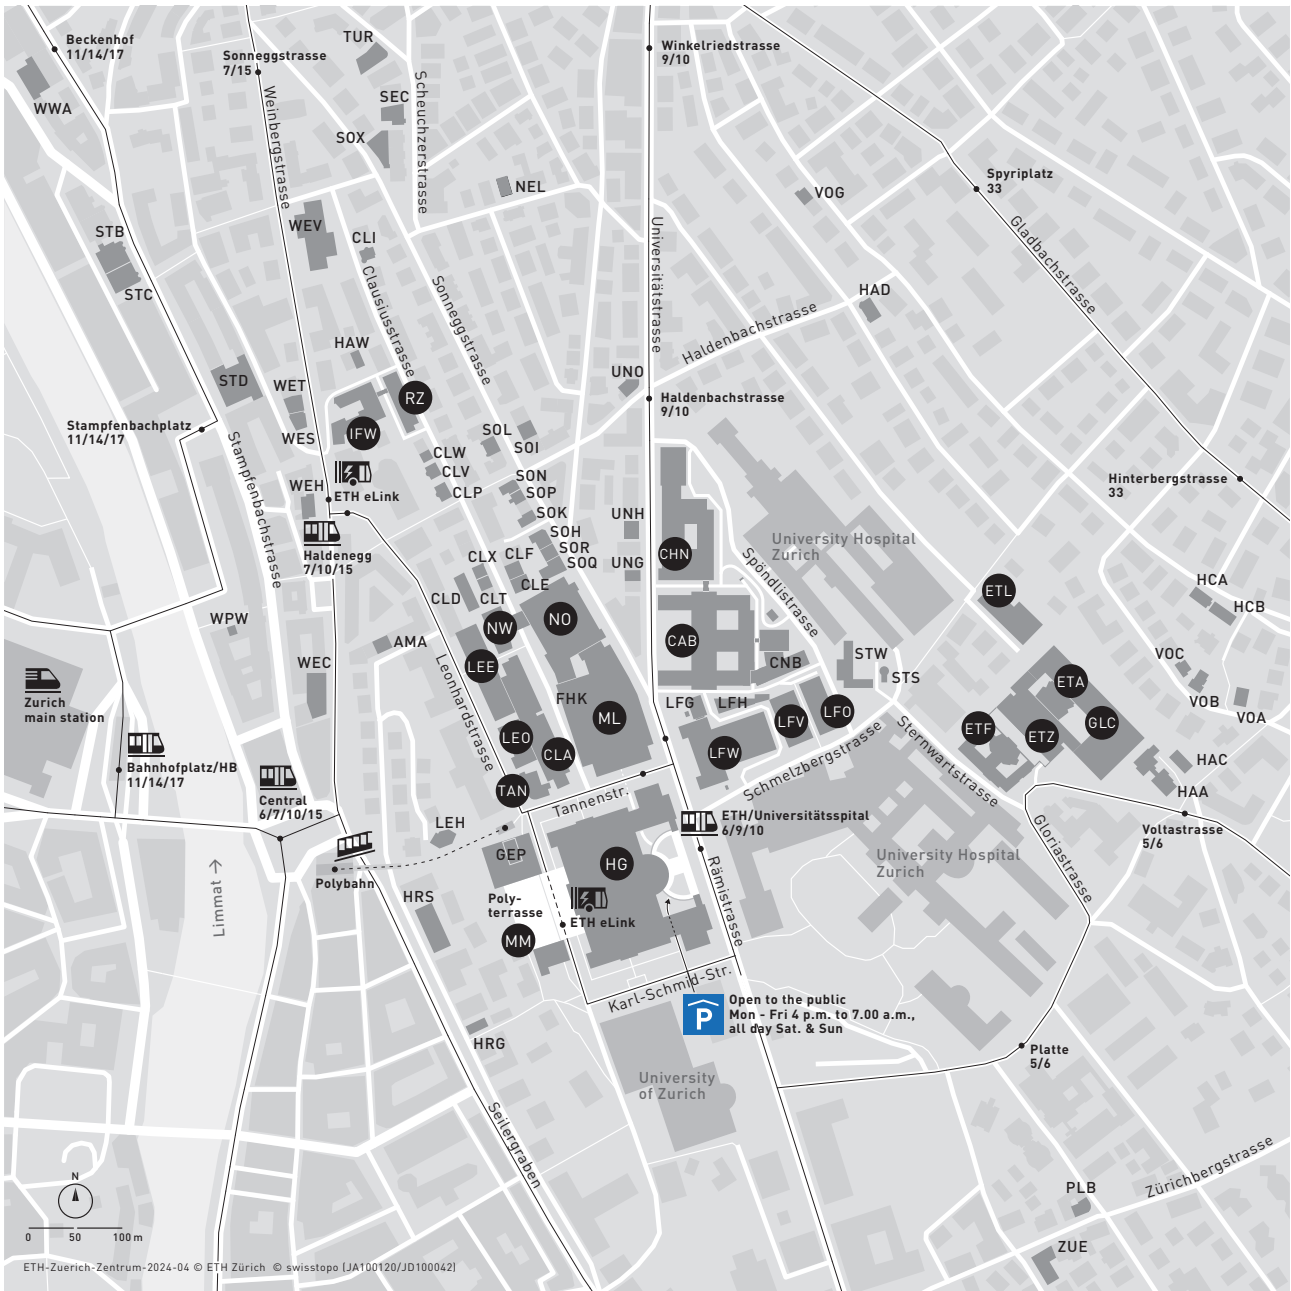 Beckenhof
11/14/17
Sonneggstrasse
7/15
TUR
Winkelriedstrasse
9/10
WWA
SEC
SOX
Scheuchzerstrasse
Weinbergstrasse
NEL
VOG
Spyriplatz
33
Gladbachstrasse
STB
STC
WEV
CLI
Clausiusstrasse
Sonneggstrasse
Universitätstrasse
HAD
Haldenbachstrasse
HAW
STD
WET
WES
RZ
IFW
UNO
Haldenbachstrasse
9/10
Stampfenbachplatz
11/14/17
Stampfenbachstrasse
SOL
SOI
CLW
CLV
CLP
SON
SOP
SOK
ETH eLink
WEH
Haldenegg
7/10/15
Hinterbergstrasse
33
UNH
UNG
SOH
SOR
SOQ
CHN
University Hospital
Zurich
Spöndlistrasse
CLX
CLF
CLE
CLD
CLT
NW
NO
ETL
HCA
HCB
WPW
AMA
WEC
LEE
CAB
CNB
STW
STS
VOC
VOB
VOA
Zurich
main station
Leonhardstrasse
FHK
ML
LFG
LFH
LFV
LFO
LFW
ETA
GLC
ETZ
ETF
LEO
CLA
TAN
Bahnhofplatz/HB
11/14/17
Central
6/7/10/15
Tannenstr.
Schmelzbergstrasse
Sternwartstrasse
HAC
HAA
Voltastrasse
5/6
Gloriastrasse
LEH
GEP
HG
ETH/Universitätsspital
6/9/10
University Hospital
Zurich
Rämistrasse
Polybahn
HRS
Limmat →
Poly-
terrasse
MM
ETH eLink
Karl-Schmid-Str.
P
Open to the public
Mon - Fri 4 p.m. to 7.00 a.m.,
all day Sat. & Sun
HRG
Platte
5/6
University
of Zurich
Seilergraben
Zürichbergstrasse
PLB
ZUE
N
0 50 100 m
ETH-Zuerich-Zentrum-2024-04 © ETH Zürich © swisstopo (JA100120/JD100042)